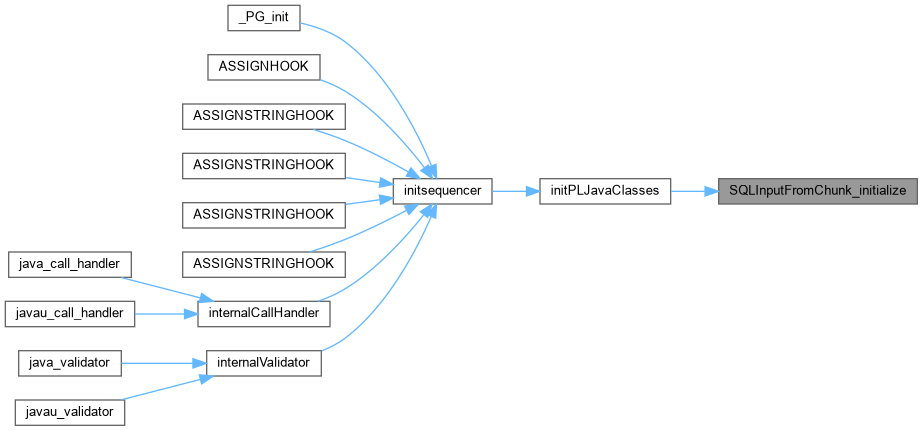 _PG_init
ASSIGNHOOK
ASSIGNSTRINGHOOK
ASSIGNSTRINGHOOK
initsequencer
initPLJavaClasses
SQLInputFromChunk_initialize
ASSIGNSTRINGHOOK
ASSIGNSTRINGHOOK
java_call_handler
javau_call_handler
internalCallHandler
java_validator
internalValidator
javau_validator